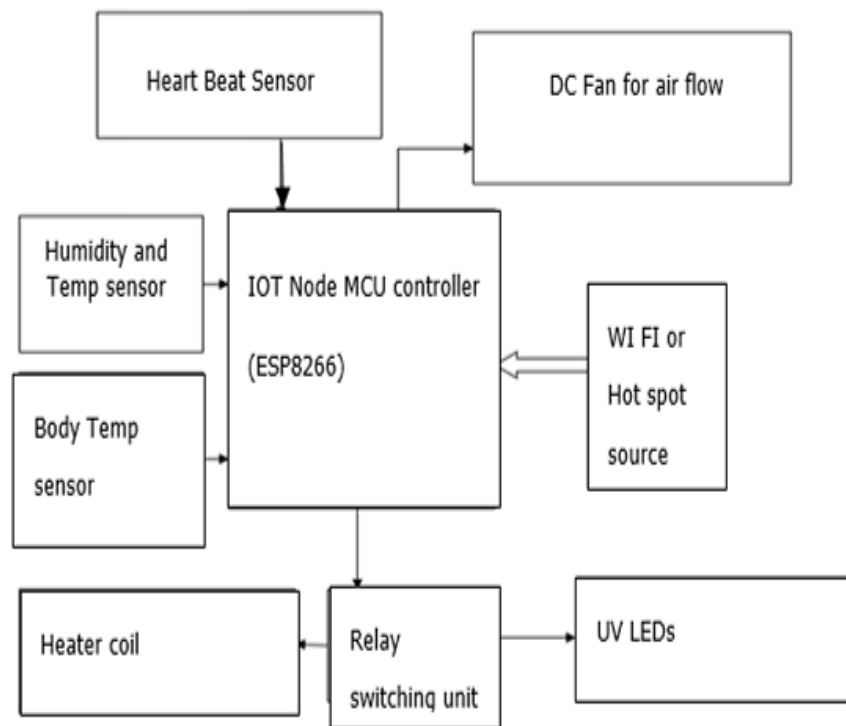 Heart Beat Sensor
DC Fan for air flow
Humidity and
Temp sensor
IOT Node MCU controller
(ESP8266)
WI FI or
Hot spot
source
Body Temp
sensor
Heater coil
Relay
switching unit
UV LEDs